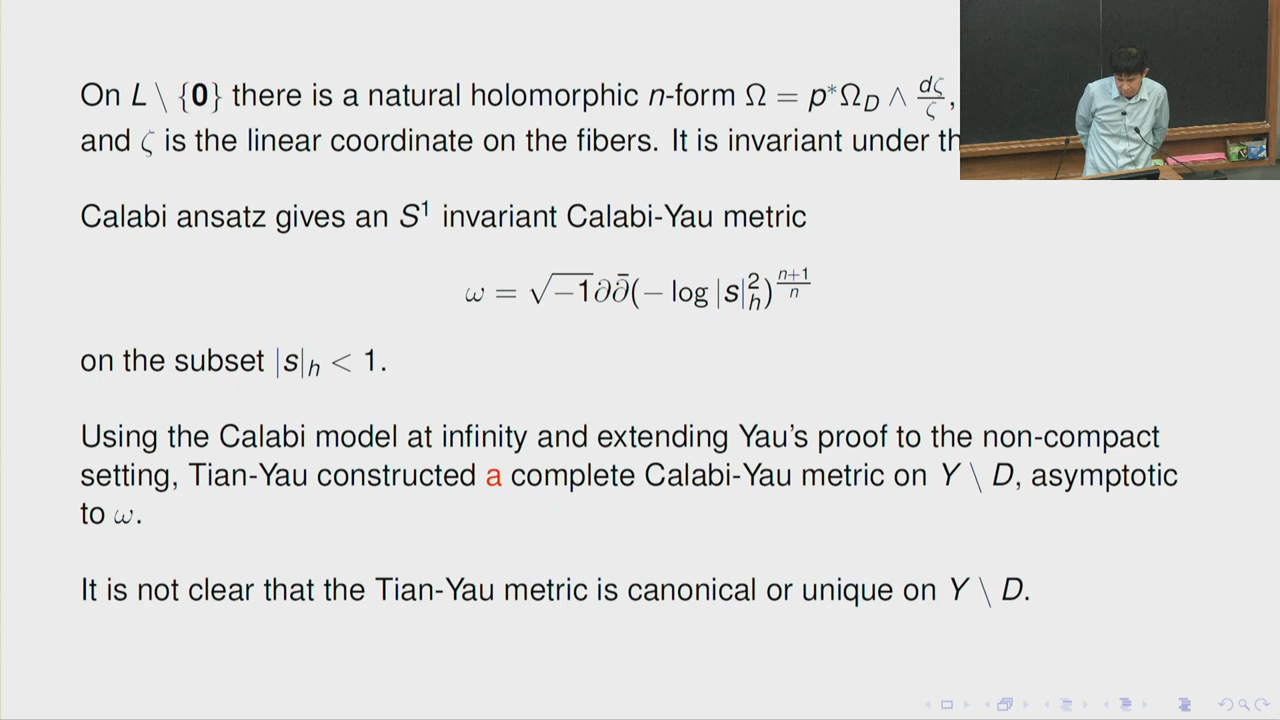 On L \ {0} there is a natural holomorphic n-form Ω = p*Ω_D ∧ dζ/ζ,
and ζ is the linear coordinate on the fibers. It is invariant under
Calabi ansatz gives an S¹ invariant Calabi-Yau metric
ω = √−1∂∂̄(− log |s|²_h)^{(n+1)/n}
on the subset |s|_h < 1.
Using the Calabi model at infinity and extending Yau's proof to the non-compact
setting, Tian-Yau constructed a complete Calabi-Yau metric on Y \ D, asymptotic
to ω.
It is not clear that the Tian-Yau metric is canonical or unique on Y \ D.